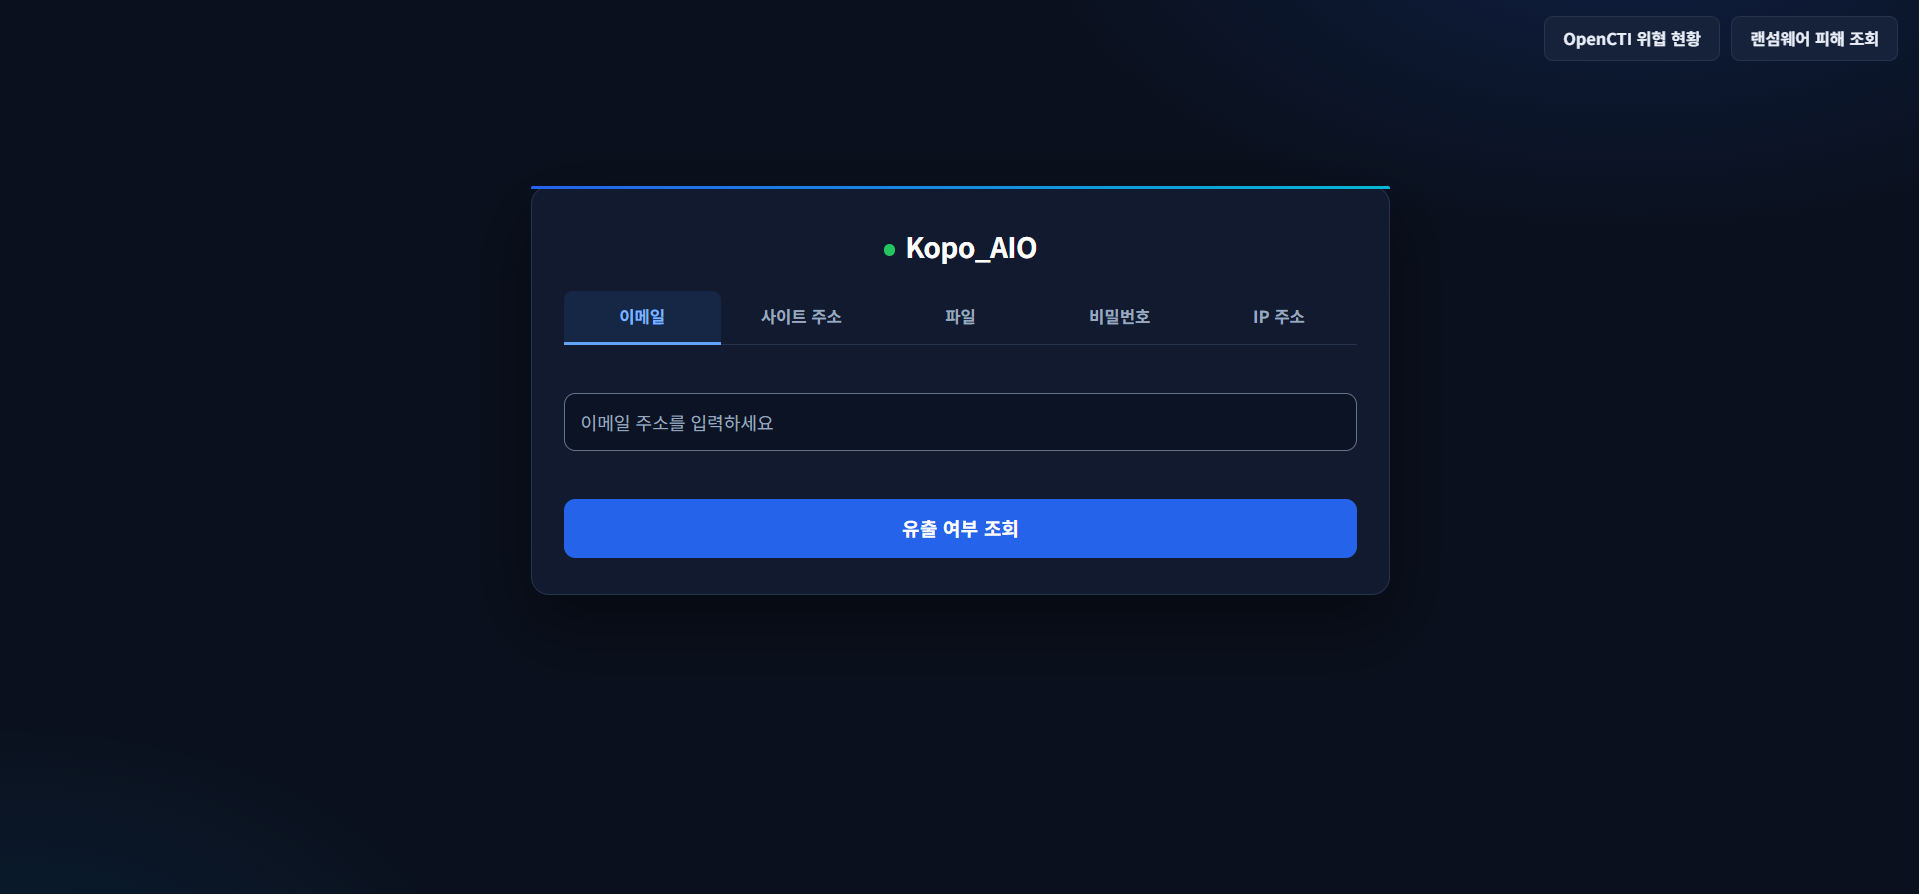 OpenCTI 위협 현황
랜섬웨어 피해 조회
Kopo_AIO
이메일
사이트 주소
파일
비밀번호
IP 주소
이메일 주소를 입력하세요
유출 여부 조회